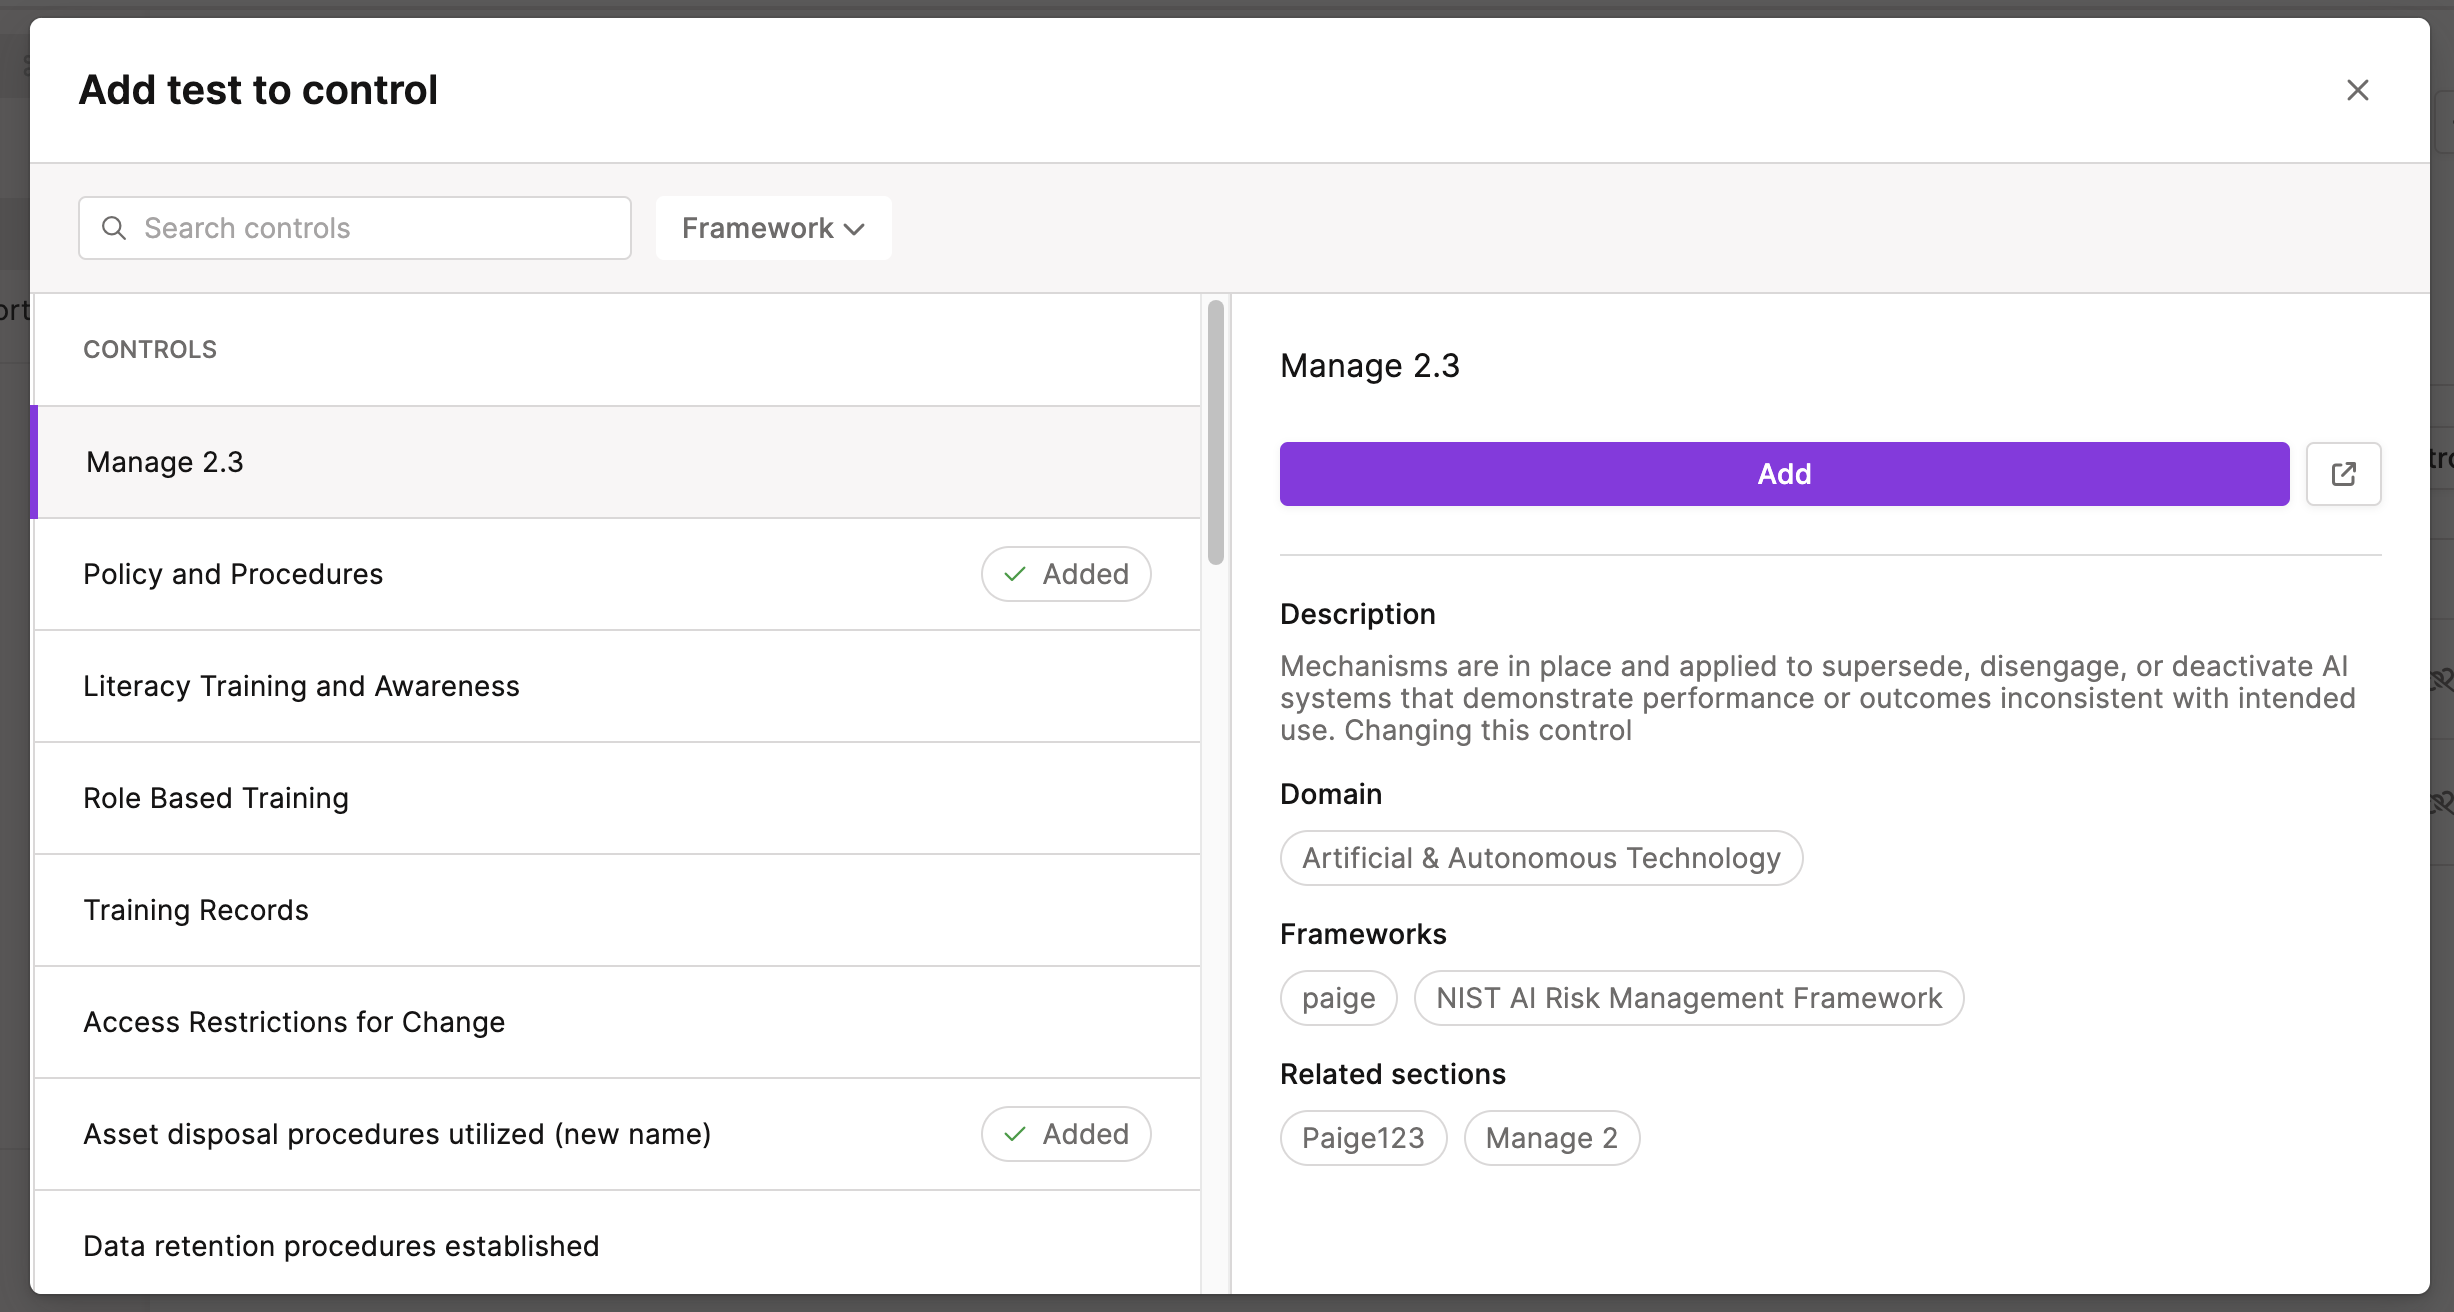 Add test to control
Search controls
Framework
CONTROLS
Manage 2.3
Policy and Procedures
Added
Literacy Training and Awareness
Role Based Training
Training Records
Access Restrictions for Change
Asset disposal procedures utilized (new name)
Added
Data retention procedures established
Manage 2.3
Add
Description
Mechanisms are in place and applied to supersede, disengage, or deactivate AI
systems that demonstrate performance or outcomes inconsistent with intended
use. Changing this control
Domain
Artificial & Autonomous Technology
Frameworks
paige
NIST AI Risk Management Framework
Related sections
Paige123
Manage 2